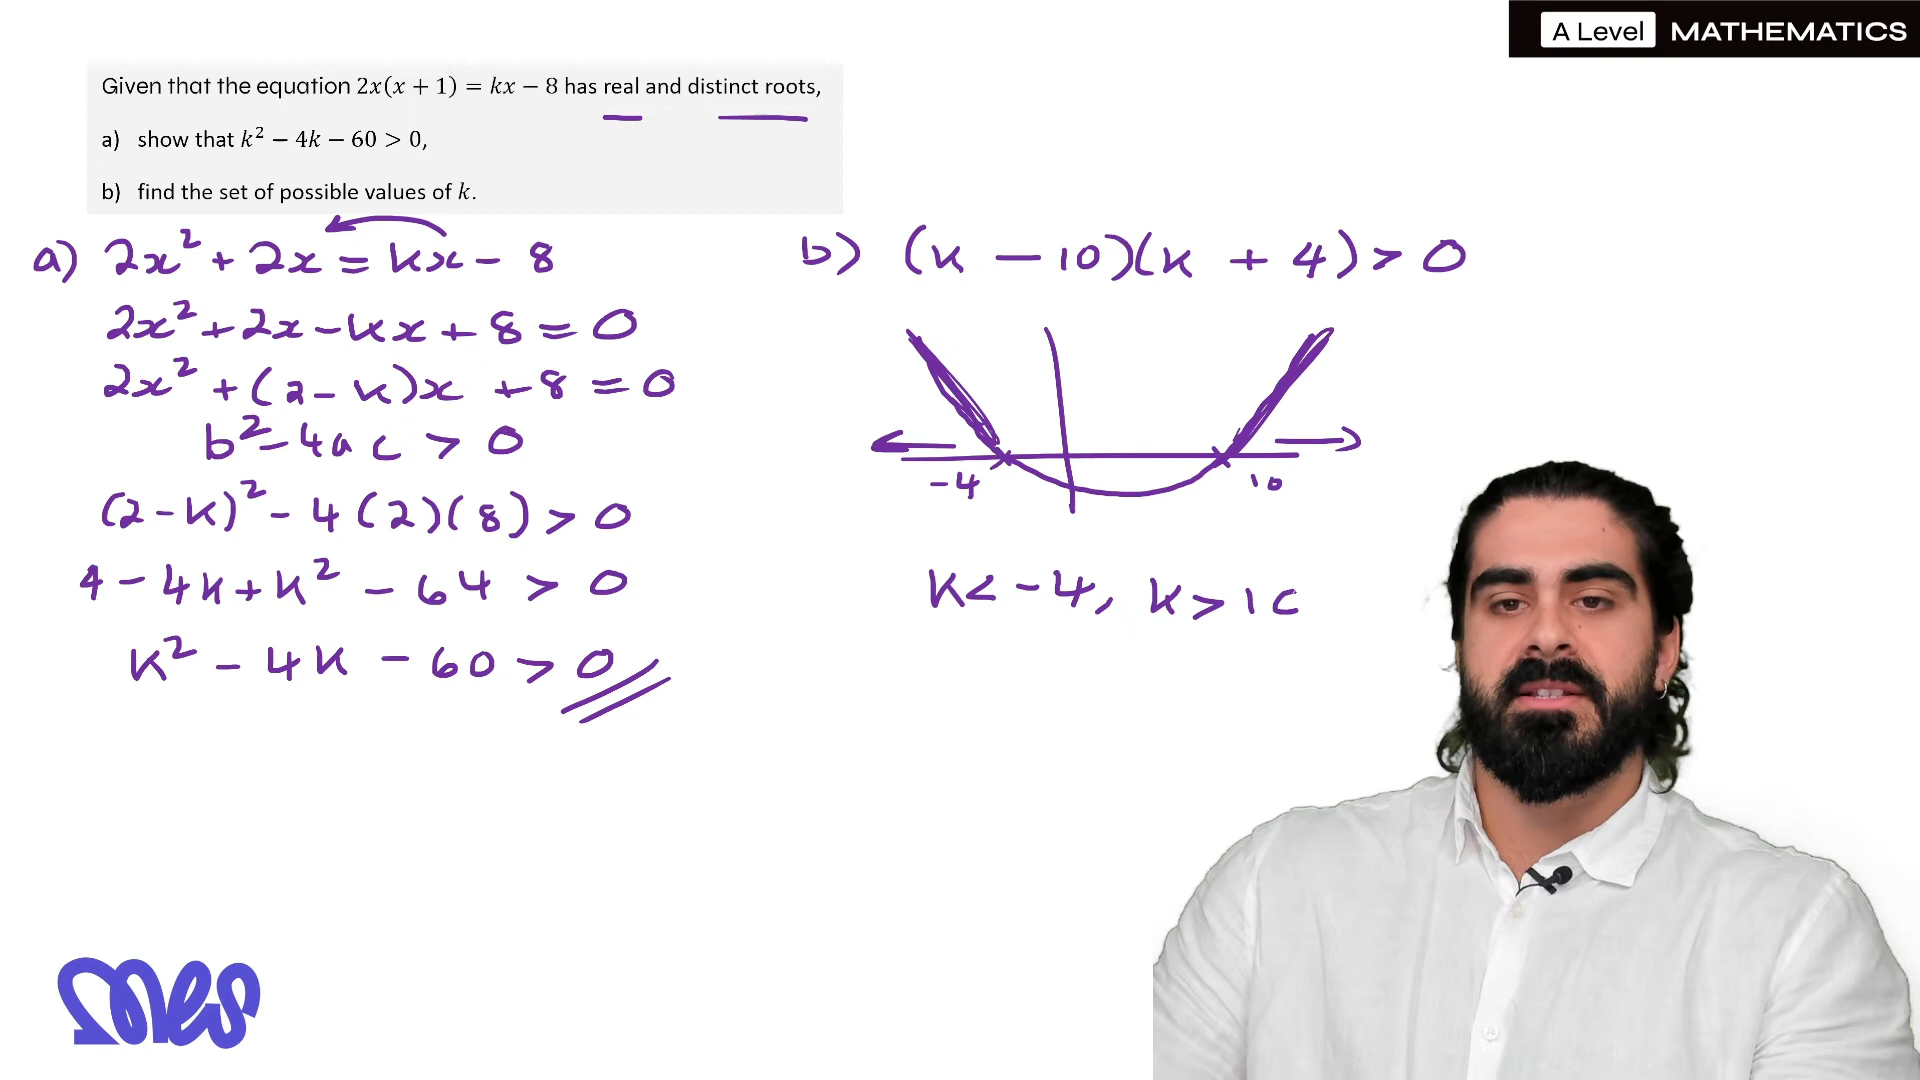 A Level MATHEMATICS
Given that the equation 2x(x + 1) = kx − 8 has real and distinct roots,
a) show that k² − 4k − 60 > 0,
b) find the set of possible values of k.
a) 2x² + 2x = kx − 8
2x² + 2x − kx + 8 = 0
2x² + (2 − k)x + 8 = 0
b² − 4ac > 0
(2 − k)² − 4(2)(8) > 0
4 − 4k + k² − 64 > 0
k² − 4k − 60 > 0
b) (k − 10)(k + 4) > 0
−4 10
k < −4, k > 1c
mes